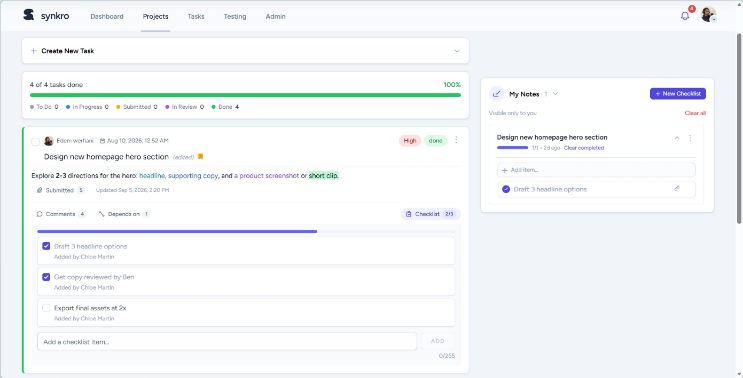 synkro
Dashboard
Projects
Tasks
Testing
Admin
4
+ Create New Task
4 of 4 tasks done
100%
To Do 0
In Progress 0
Submitted 0
In Review 0
Done 4
Edem werhani
Aug 10, 2026, 12:52 AM
High
done
Design new homepage hero section (edited)
Explore 2-3 directions for the hero: headline, supporting copy, and a product screenshot or short clip.
Submitted 5
Updated Sep 5, 2026, 2:20 PM
Comments 4
Depends on 1
Checklist 2/3
Draft 3 headline options
Added by Chloe Martin
Get copy reviewed by Ben
Added by Chloe Martin
Export final assets at 2x
Added by Chloe Martin
Add a checklist item...
ADD
0/255
My Notes 1
+ New Checklist
Visible only to you
Clear all
Design new homepage hero section
1/1 • 2d ago
Clear completed
+ Add item...
Draft 3 headline options